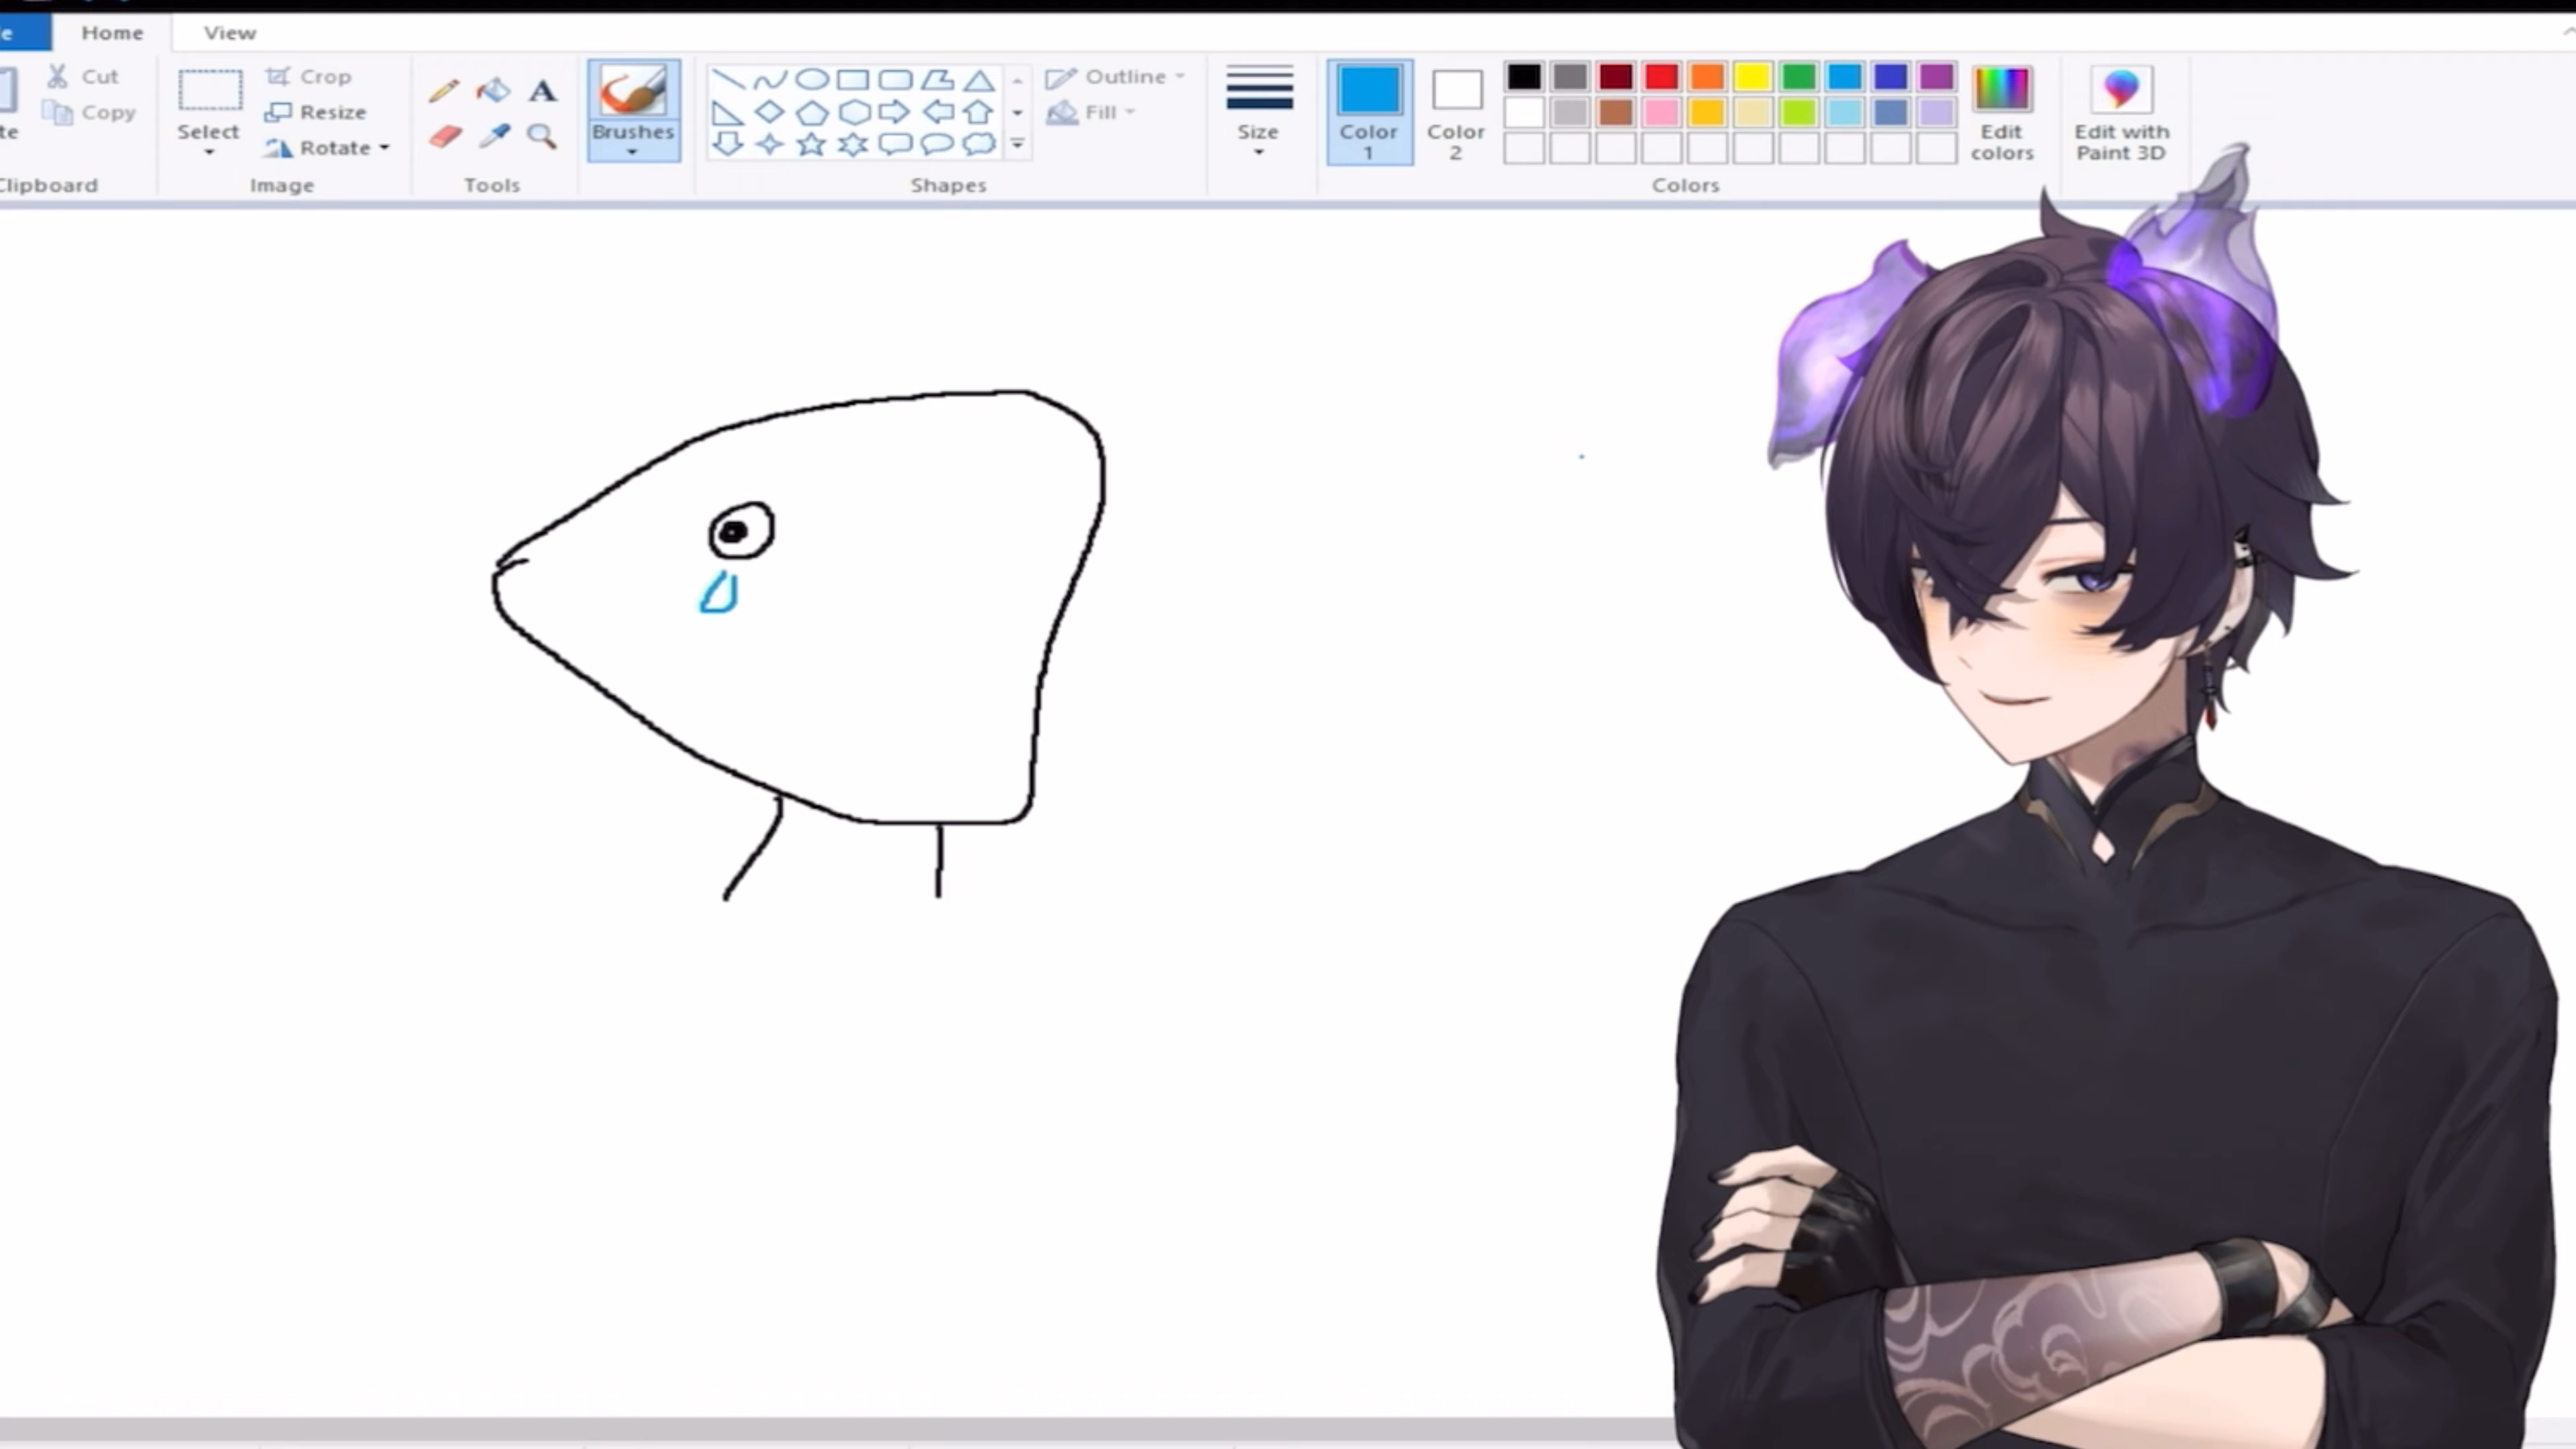 e Home View
Cut
Copy
te
Clipboard
Select
Crop
Resize
Rotate
Image
A
Tools
Brushes
Outline
Fill
Shapes
Size
Color
1
Color
2
Edit
colors
Colors
Edit with
Paint 3D